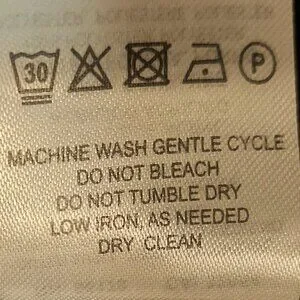 30 P
MACHINE WASH GENTLE CYCLE
DO NOT BLEACH
DO NOT TUMBLE DRY
LOW IRON, AS NEEDED
DRY CLEAN